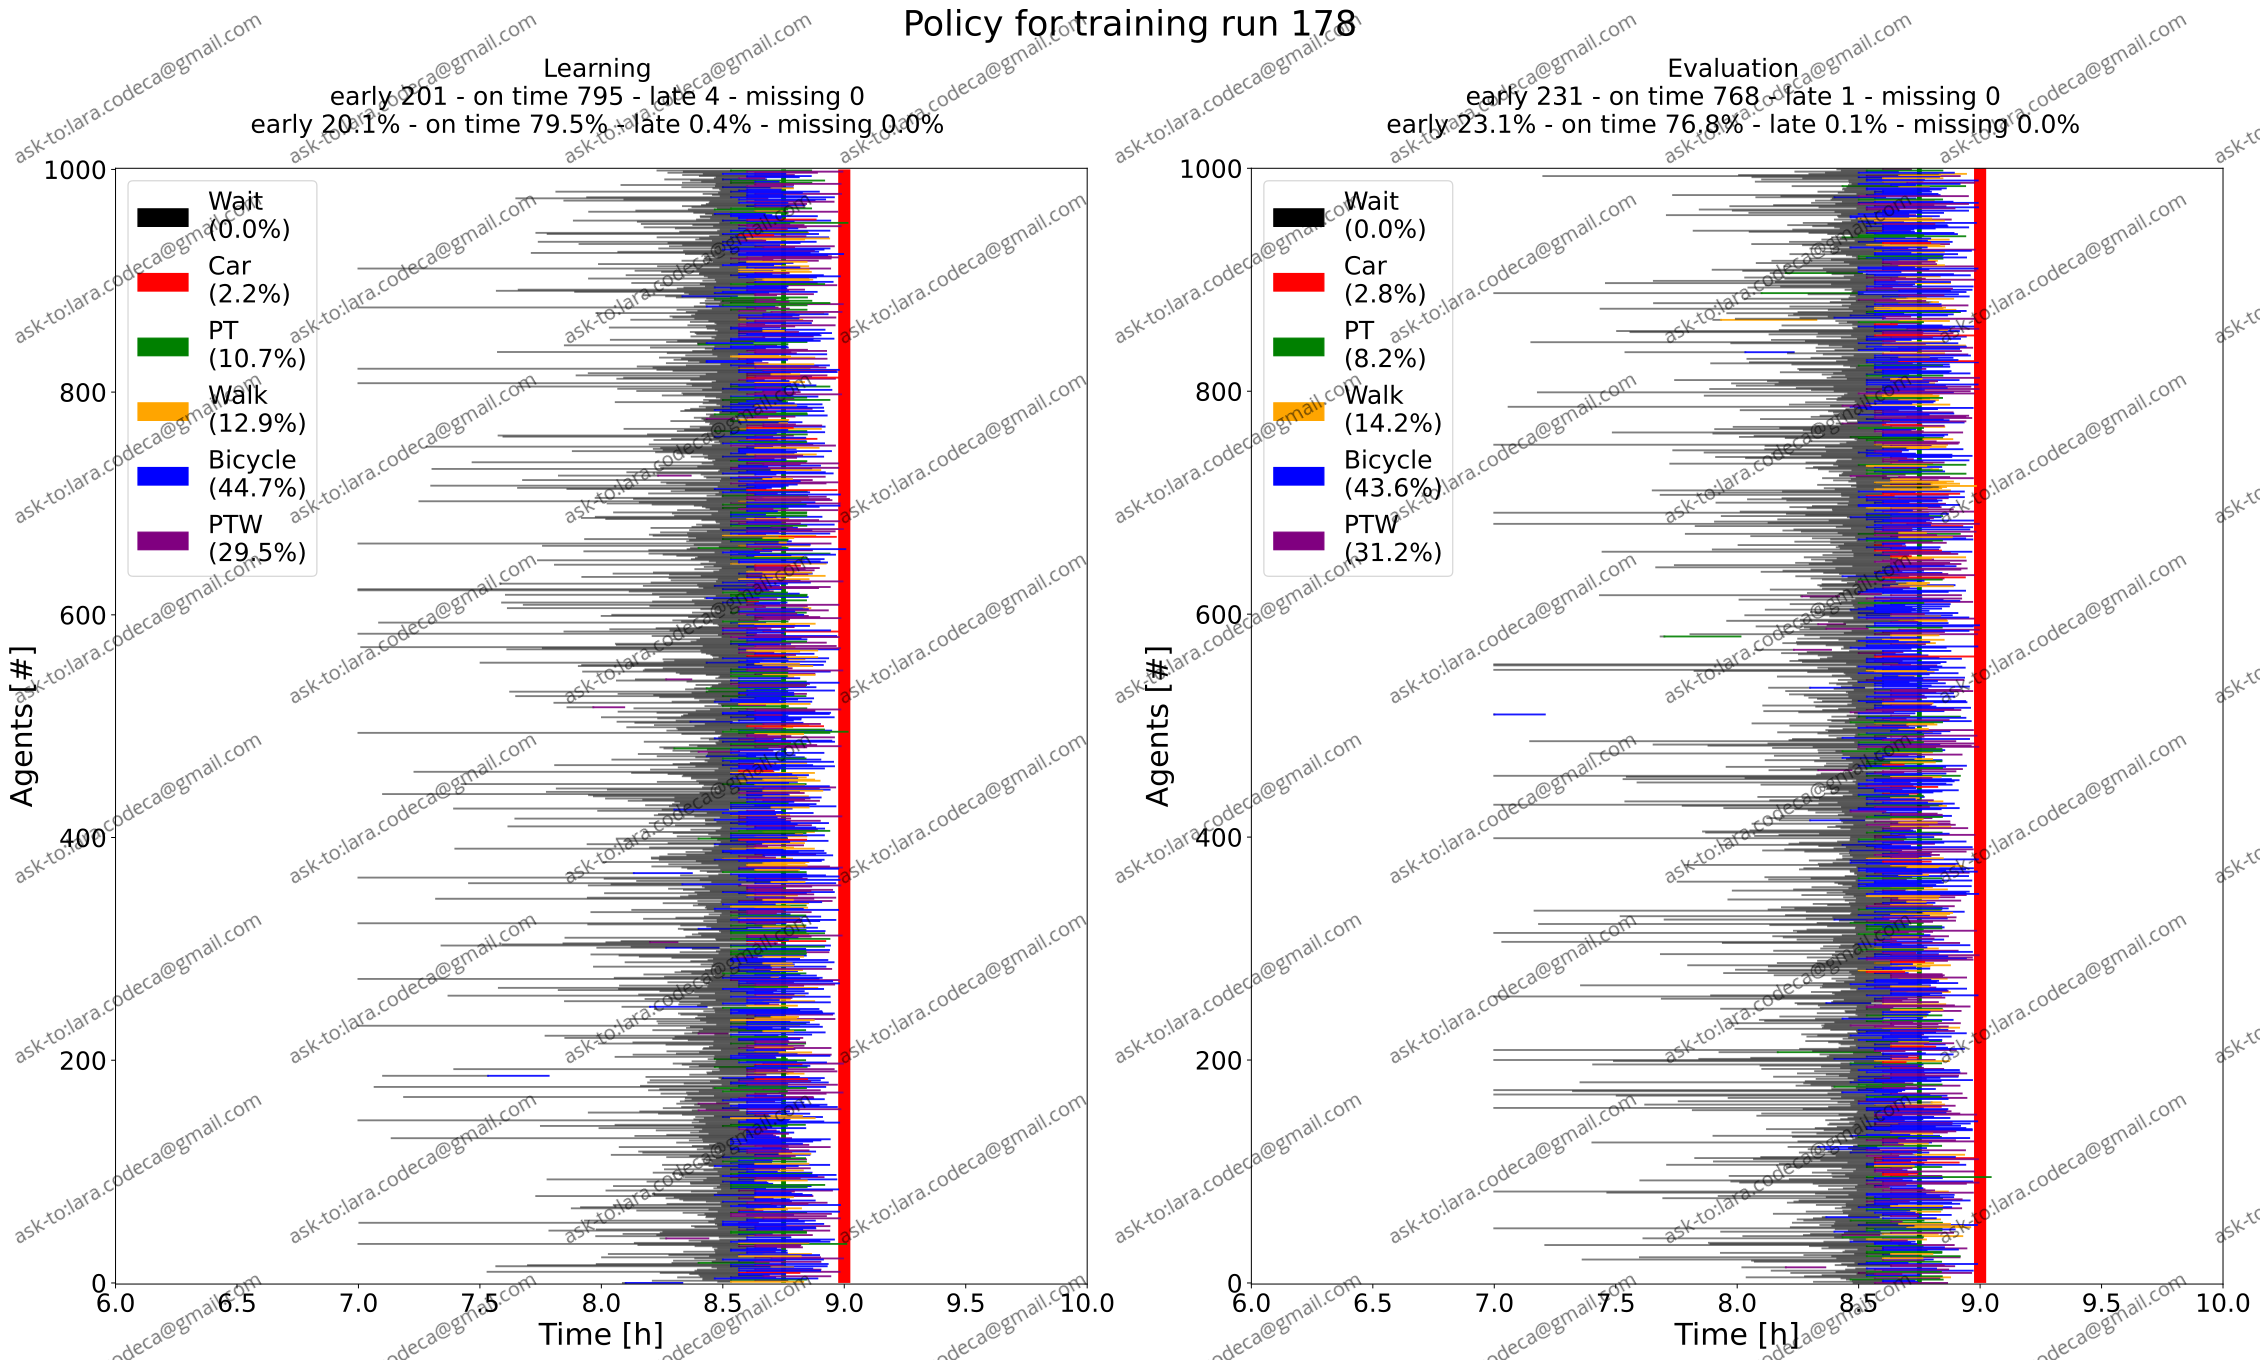 Policy for training run 178
Learning
early 201 - on time 795 - late 4 - missing 0
early 20.1% - on time 79.5% - late 0.4% - missing 0.0%
Wait
(0.0%)
Car
(2.2%)
PT
(10.7%)
Walk
(12.9%)
Bicycle
(44.7%)
PTW
(29.5%)
1000
800
600
400
200
0
Agents [#]
6.0 6.5 7.0 7.5 8.0 8.5 9.0 9.5 10.0
Time [h]
Evaluation
early 231 - on time 768 - late 1 - missing 0
early 23.1% - on time 76.8% - late 0.1% - missing 0.0%
Wait
(0.0%)
Car
(2.8%)
PT
(8.2%)
Walk
(14.2%)
Bicycle
(43.6%)
PTW
(31.2%)
1000
800
600
400
200
0
Agents [#]
6.0 6.5 7.0 7.5 8.0 8.5 9.0 9.5 10.0
Time [h]
ask-to:lara.codeca@gmail.com